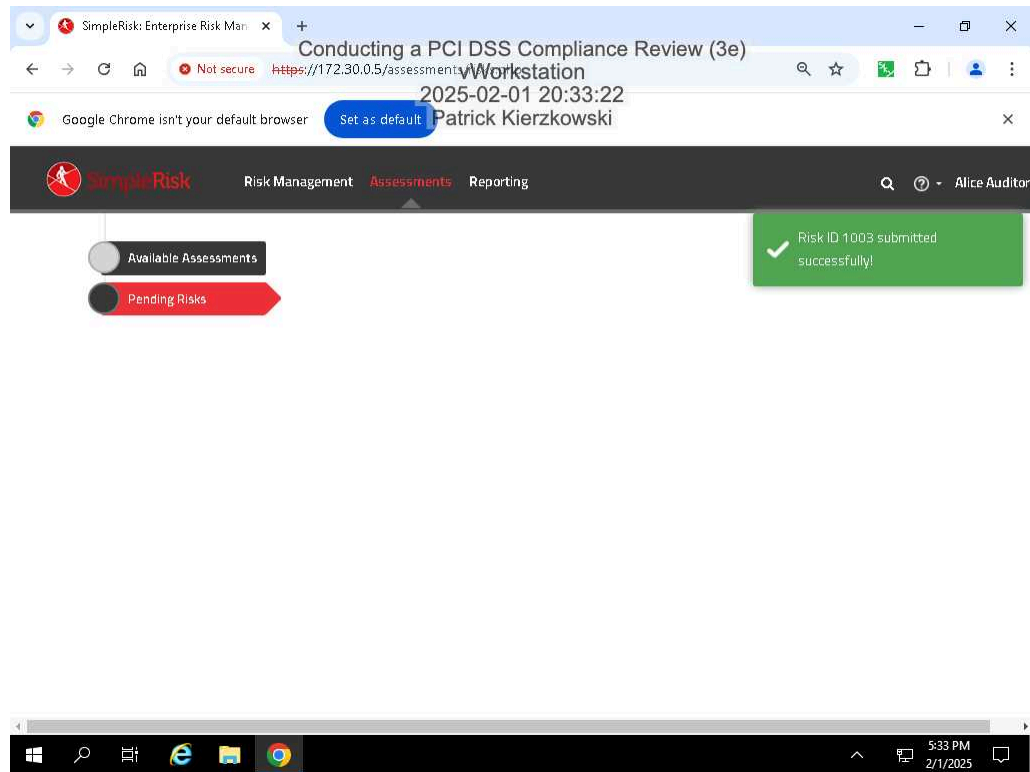 SimpleRisk: Enterprise Risk Man
Conducting a PCI DSS Compliance Review (3e)
Not secure https://172.30.0.5/assessments/
vWorkstation
2025-02-01 20:33:22
Google Chrome isn't your default browser Set as default
Patrick Kierzkowski
SimpleRisk Risk Management Assessments Reporting Alice Auditor
Risk ID 1003 submitted
successfully!
Available Assessments
Pending Risks
5:33 PM
2/1/2025